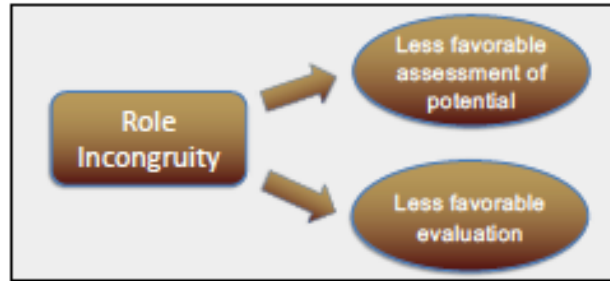 Role
Incongruity
Less favorable
assessment of
potential
Less favorable
evaluation